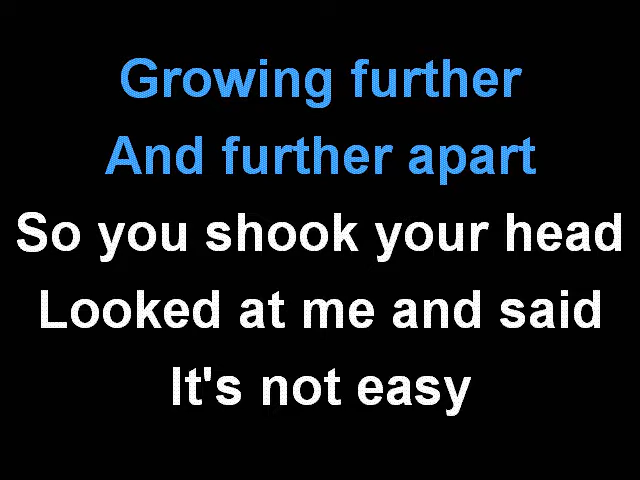 Growing further
And further apart
So you shook your head
Looked at me and said
It's not easy